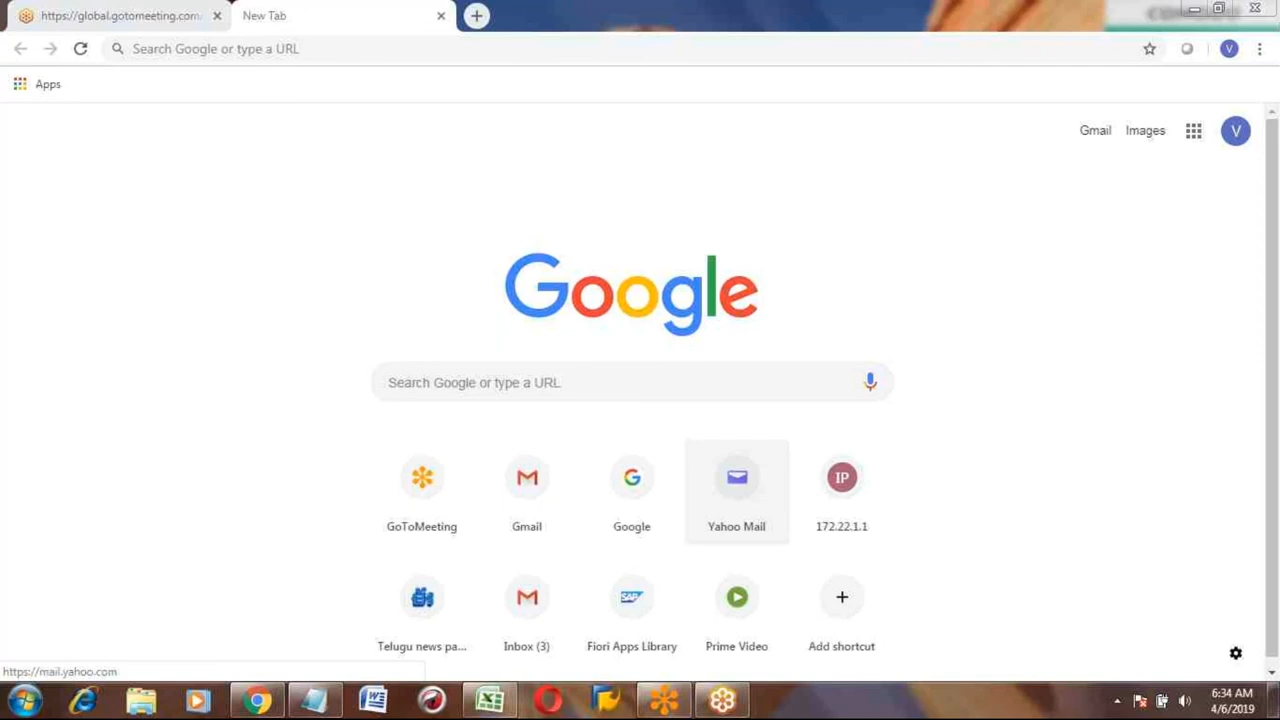 https://global.gotomeeting.com
New Tab
Search Google or type a URL
Apps
Gmail Images V
V
Google
Search Google or type a URL
IP
GoToMeeting Gmail Google Yahoo Mail 172.22.1.1
SAP
Telugu news pa... Inbox (3) Fiori Apps Library Prime Video Add shortcut
https://mail.yahoo.com
6:34 AM
4/6/2019